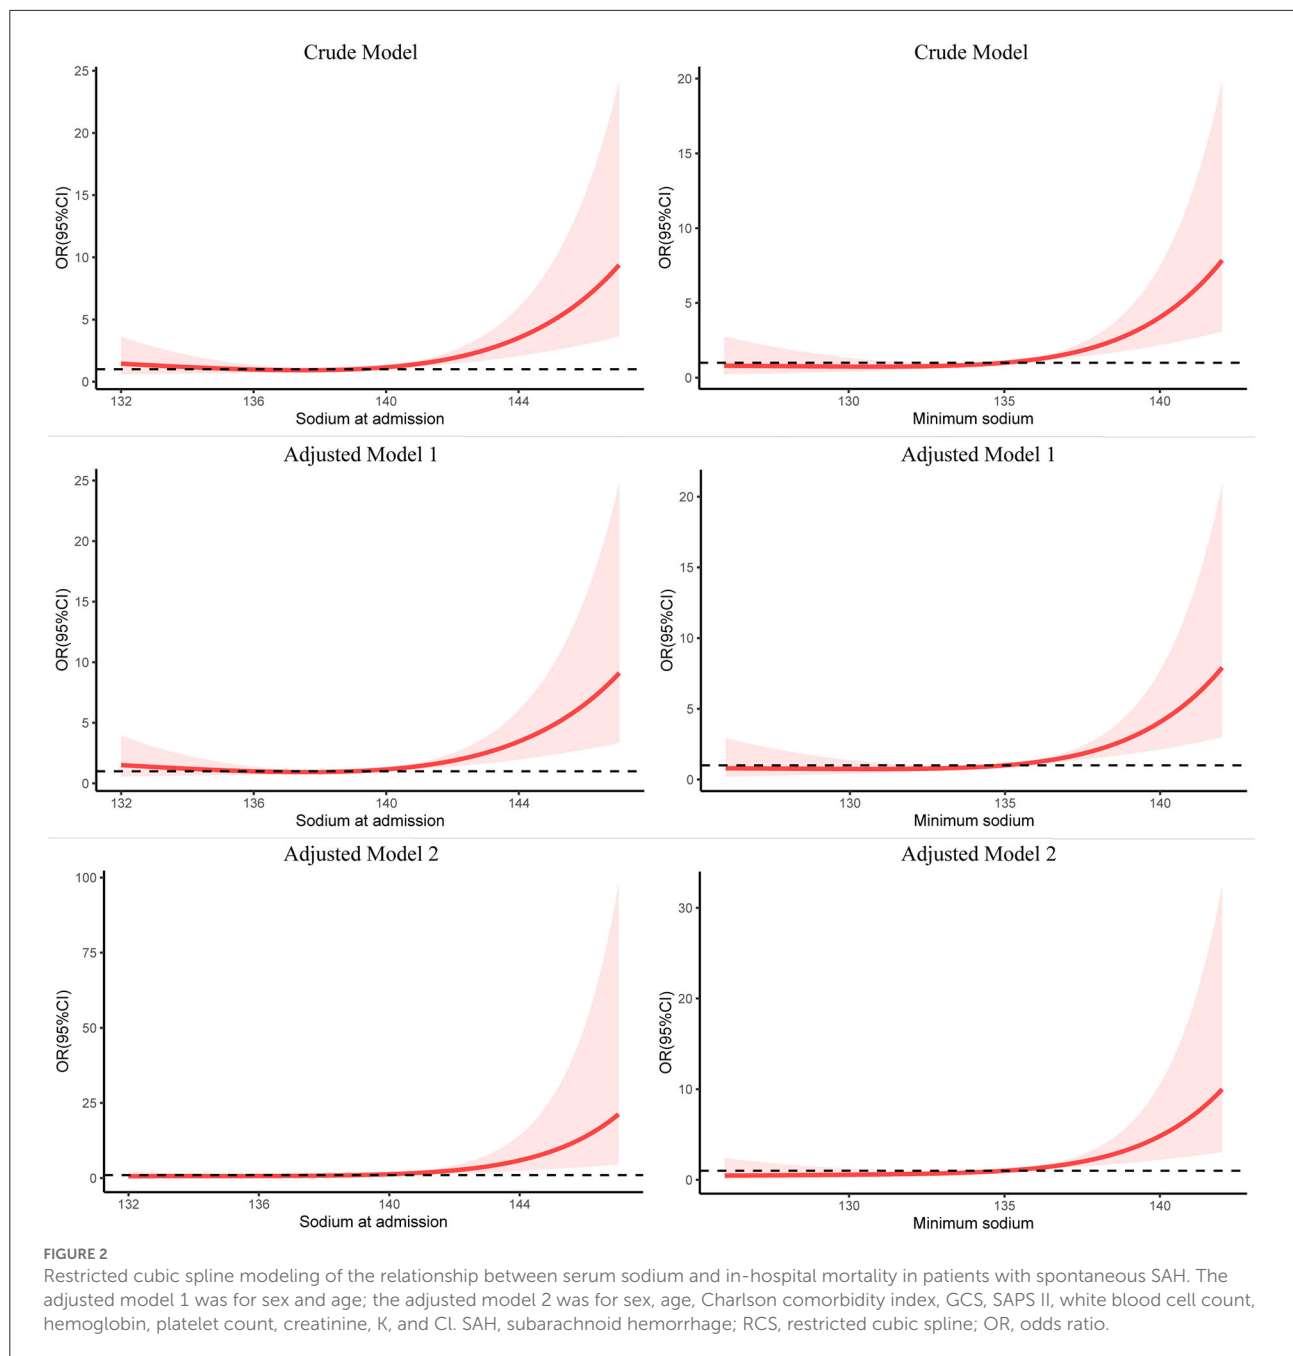 Crude Model
25
20
15
10
5
0
OR(95%CI)
132
136
140
144
Sodium at admission
Crude Model
20
15
10
5
0
OR(95%CI)
130
135
140
Minimum sodium
Adjusted Model 1
25
20
15
10
5
0
OR(95%CI)
132
136
140
144
Sodium at admission
Adjusted Model 1
20
15
10
5
0
OR(95%CI)
130
135
140
Minimum sodium
Adjusted Model 2
100
75
50
25
0
OR(95%CI)
132
136
140
144
Sodium at admission
Adjusted Model 2
30
20
10
0
OR(95%CI)
130
135
140
Minimum sodium
FIGURE 2
Restricted cubic spline modeling of the relationship between serum sodium and in-hospital mortality in patients with spontaneous SAH. The
adjusted model 1 was for sex and age; the adjusted model 2 was for sex, age, Charlson comorbidity index, GCS, SAPS II, white blood cell count,
hemoglobin, platelet count, creatinine, K, and Cl. SAH, subarachnoid hemorrhage; RCS, restricted cubic spline; OR, odds ratio.